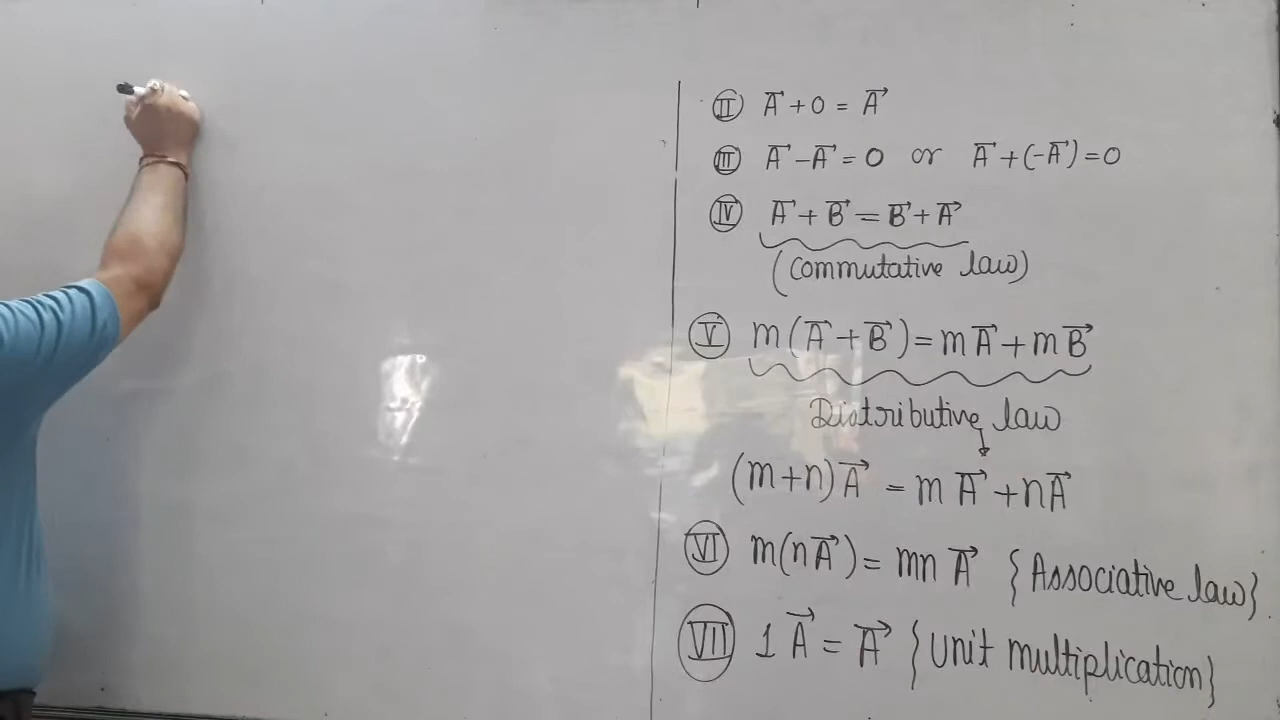 II A⃗ + 0 = A⃗
III A⃗ - A⃗ = 0 or A⃗ + (-A⃗) = 0
IV A⃗ + B⃗ = B⃗ + A⃗
(Commutative law)
V m(A⃗ + B⃗) = mA⃗ + mB⃗
Distributive law
(m+n)A⃗ = mA⃗ + nA⃗
VI m(nA⃗) = mn A⃗ {Associative law}
VII 1 A⃗ = A⃗ {Unit multiplication}